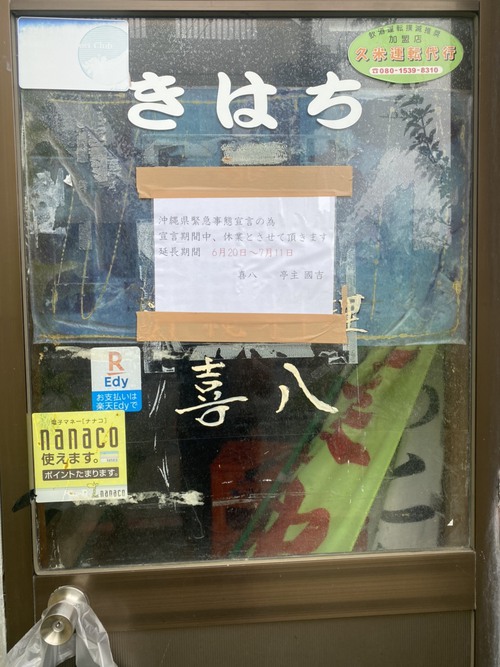 飲酒運転撲滅推進
加盟店
久米運転代行
☎080-1539-8310
きはち
沖縄県緊急事態宣言の為
宣言期間中、休業とさせて頂きます
延長期間 6月20日~7月11日
喜八 亭主 國吉
理
喜八
R
Edy
お支払いは
楽天Edyで
電子マネー[ナナコ]
nanaco
使えます。
ポイントたまります。
nanaco